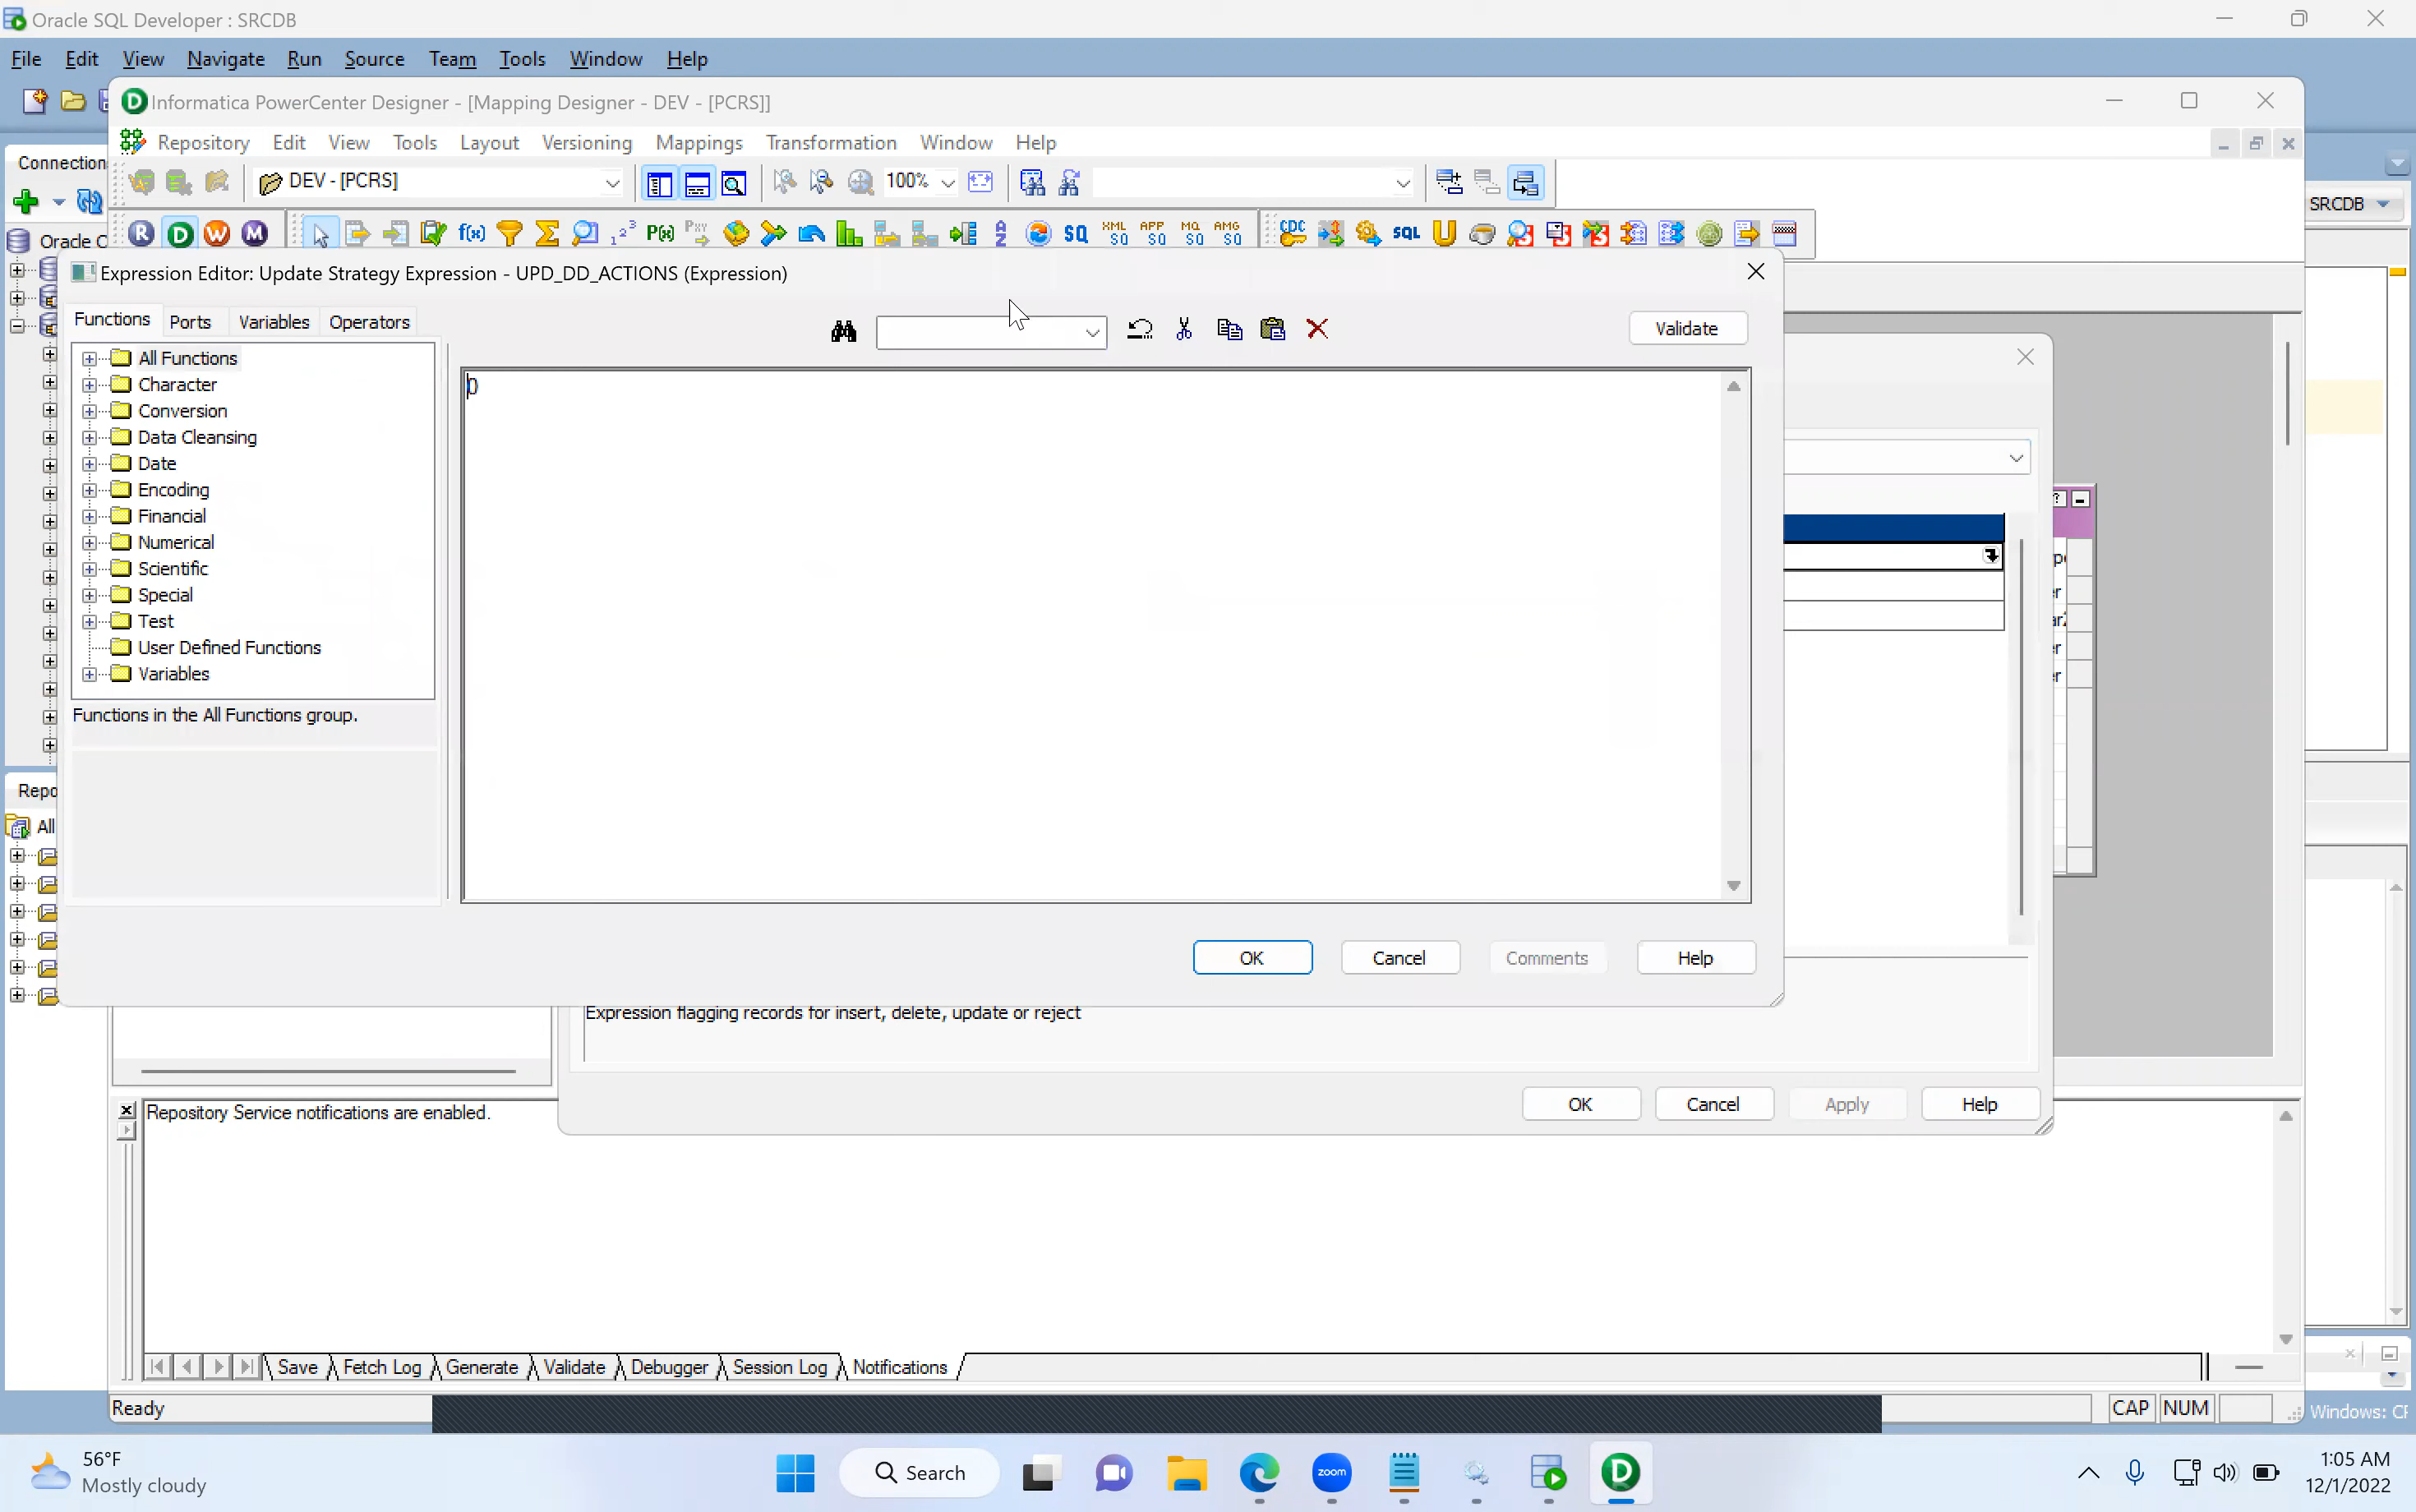 Oracle SQL Developer : SRCDB
File Edit View Navigate Run Source Team Tools Window Help
Informatica PowerCenter Designer - [Mapping Designer - DEV - [PCRS]]
Repository Edit View Tools Layout Versioning Mappings Transformation Window Help
Connection
DEV - [PCRS]
100%
SRCDB
Oracle C
Expression Editor: Update Strategy Expression - UPD_DD_ACTIONS (Expression)
Functions Ports Variables Operators
Validate
All Functions
0
Character
Conversion
Data Cleansing
Date
Encoding
Financial
Numerical
Scientific
Special
Test
User Defined Functions
Variables
Functions in the All Functions group.
Repo
All
OK Cancel Comments Help
Expression flagging records for insert, delete, update or reject
OK Cancel Apply Help
Repository Service notifications are enabled.
Save Fetch Log Generate Validate Debugger Session Log Notifications
Ready
CAP NUM
Windows: CR
56°F
Mostly cloudy
Search
zoom
1:05 AM
12/1/2022